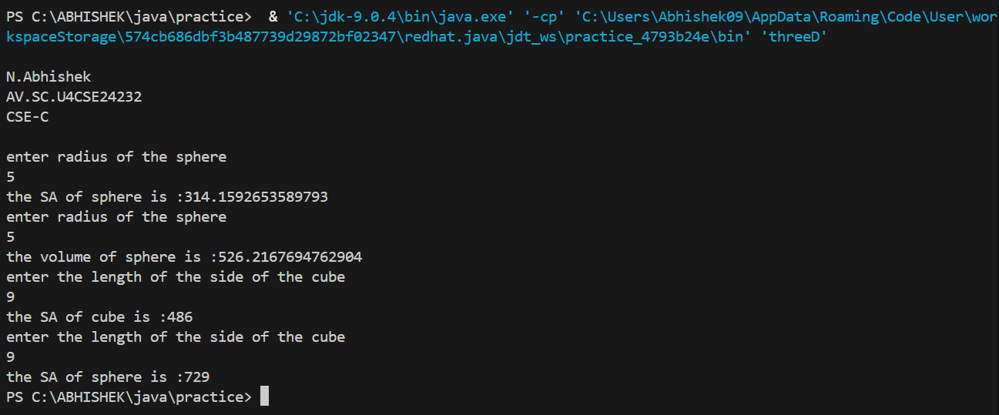 PS C:\ABHISHEK\java\practice>  & 'C:\jdk-9.0.4\bin\java.exe' '-cp' 'C:\Users\Abhishek09\AppData\Roaming\Code\User\wor
kspaceStorage\574cb686dbf3b487739d29872bf02347\redhat.java\jdt_ws\practice_4793b24e\bin' 'threeD'
N.Abhishek
AV.SC.U4CSE24232
CSE-C
enter radius of the sphere
5
the SA of sphere is :314.1592653589793
enter radius of the sphere
5
the volume of sphere is :526.2167694762904
enter the length of the side of the cube
9
the SA of cube is :486
enter the length of the side of the cube
9
the SA of sphere is :729
PS C:\ABHISHEK\java\practice>